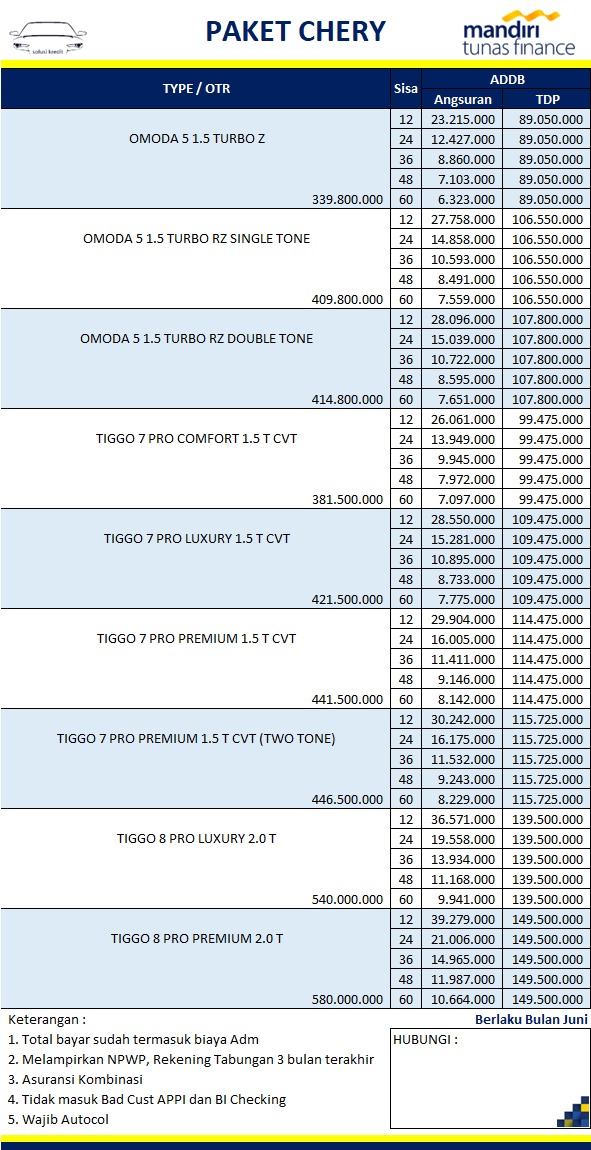 solusi kredit
PAKET CHERY
mandiri
tunas finance
TYPE / OTR Sisa ADDB
Angsuran TDP
OMODA 5 1.5 TURBO Z
12 23.215.000 89.050.000
24 12.427.000 89.050.000
36 8.860.000 89.050.000
48 7.103.000 89.050.000
339.800.000 60 6.323.000 89.050.000
OMODA 5 1.5 TURBO RZ SINGLE TONE
12 27.758.000 106.550.000
24 14.858.000 106.550.000
36 10.593.000 106.550.000
48 8.491.000 106.550.000
409.800.000 60 7.559.000 106.550.000
OMODA 5 1.5 TURBO RZ DOUBLE TONE
12 28.096.000 107.800.000
24 15.039.000 107.800.000
36 10.722.000 107.800.000
48 8.595.000 107.800.000
414.800.000 60 7.651.000 107.800.000
TIGGO 7 PRO COMFORT 1.5 T CVT
12 26.061.000 99.475.000
24 13.949.000 99.475.000
36 9.945.000 99.475.000
48 7.972.000 99.475.000
381.500.000 60 7.097.000 99.475.000
TIGGO 7 PRO LUXURY 1.5 T CVT
12 28.550.000 109.475.000
24 15.281.000 109.475.000
36 10.895.000 109.475.000
48 8.733.000 109.475.000
421.500.000 60 7.775.000 109.475.000
TIGGO 7 PRO PREMIUM 1.5 T CVT
12 29.904.000 114.475.000
24 16.005.000 114.475.000
36 11.411.000 114.475.000
48 9.146.000 114.475.000
441.500.000 60 8.142.000 114.475.000
TIGGO 7 PRO PREMIUM 1.5 T CVT (TWO TONE)
12 30.242.000 115.725.000
24 16.175.000 115.725.000
36 11.532.000 115.725.000
48 9.243.000 115.725.000
446.500.000 60 8.229.000 115.725.000
TIGGO 8 PRO LUXURY 2.0 T
12 36.571.000 139.500.000
24 19.558.000 139.500.000
36 13.934.000 139.500.000
48 11.168.000 139.500.000
540.000.000 60 9.941.000 139.500.000
TIGGO 8 PRO PREMIUM 2.0 T
12 39.279.000 149.500.000
24 21.006.000 149.500.000
36 14.965.000 149.500.000
48 11.987.000 149.500.000
580.000.000 60 10.664.000 149.500.000
Keterangan :
1. Total bayar sudah termasuk biaya Adm
2. Melampirkan NPWP, Rekening Tabungan 3 bulan terakhir
3. Asuransi Kombinasi
4. Tidak masuk Bad Cust APPI dan BI Checking
5. Wajib Autocol
Berlaku Bulan Juni
HUBUNGI :